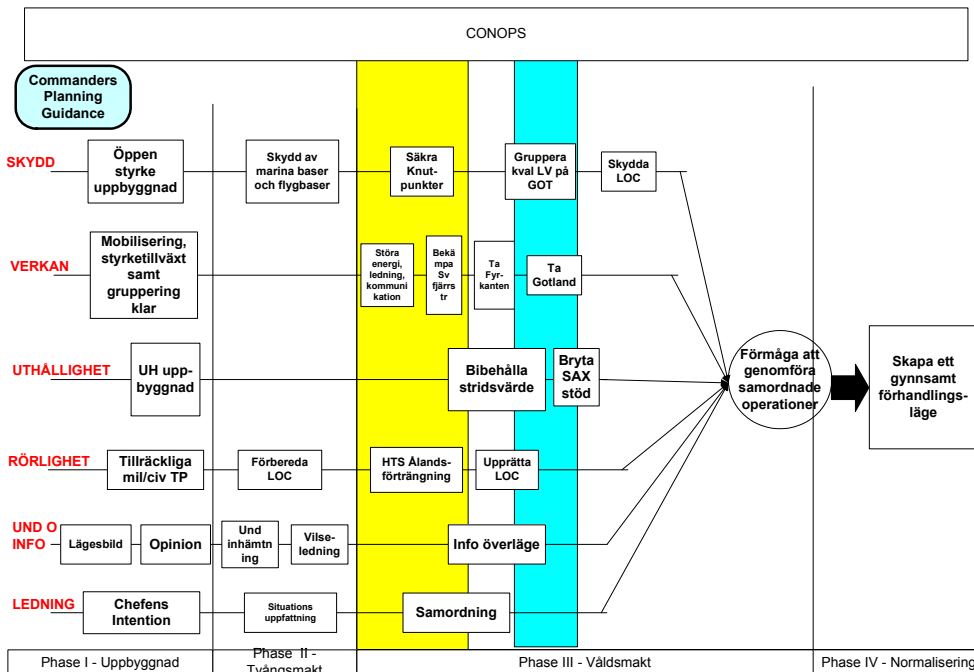 CONOPS
Commanders
Planning
Guidance
SKYDD
Öppen
styrke
uppbyggnad
Skydd av
marina baser
och flygbaser
Säkra
Knut-
punkter
Gruppera
kval LV på
GOT
Skydda
LOC
VERKAN
Mobilisering,
styrketillväxt
samt
gruppering
klar
Störa
energi,
ledning,
kommuni
kation
Bekä
mpa
Sv
fjärrs
tr
Ta
Fyr-
kanten
Ta
Gotland
UTHÅLLIGHET
UH upp-
byggnad
Bibehålla
stridsvärde
Bryta
SAX
stöd
Förmåga att
genomföra
samordnade
operationer
Skapa ett
gynnsamt
förhandlings-
läge
RÖRLIGHET
Tillräckliga
mil/civ TP
Förbereda
LOC
HTS Ålands-
förträngning
Upprätta
LOC
UND O
INFO
Lägesbild
Opinion
Und
inhämtn
ing
Vilse-
ledning
Info överläge
LEDNING
Chefens
Intention
Situations
uppfattning
Samordning
Phase I - Uppbyggnad
Phase II -
Tvångsmakt
Phase III - Våldsmakt
Phase IV - Normalisering